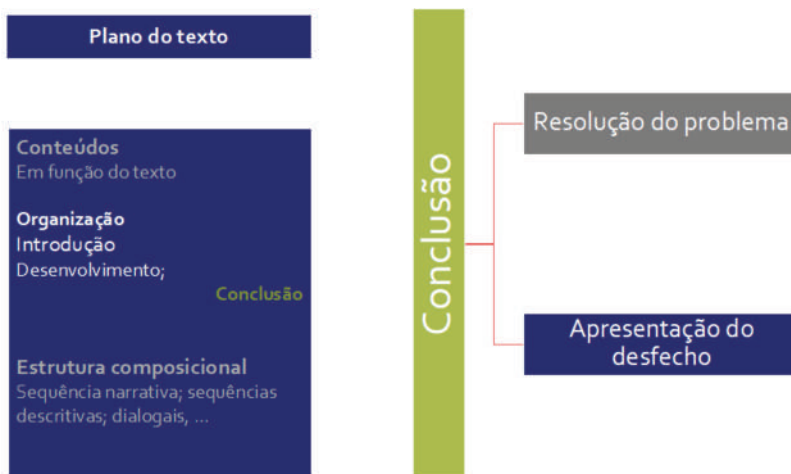 Plano do texto
Conteúdos
Em função do texto
Organização
Introdução
Desenvolvimento;
Conclusão
Estrutura composicional
Sequência narrativa; sequências
descritivas; dialogais, ...
Conclusão
Resolução do problema
Apresentação do
desfecho